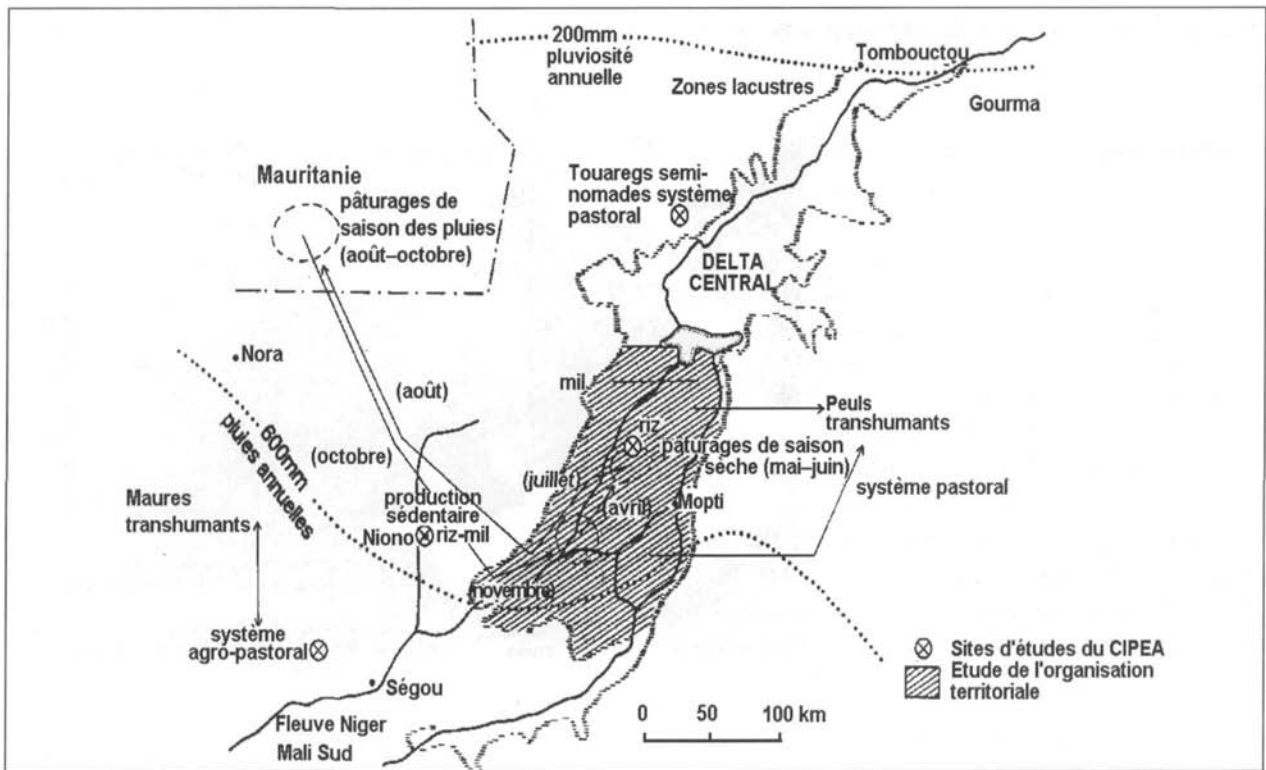 200mm
pluviosité
annuelle
Tombouctou
Zones lacustres
Gourma
Mauritanie
pâturages de
saison des pluies
(août–octobre)
Touaregs semi-
nomades système
pastoral
DELTA
CENTRAL
Nora
(août)
mil
Peuls
transhumants
riz
pâturages de saison
sèche (mai–juin)
600mm
pluies annuelles
(octobre)
(juillet)
système pastoral
Maures
transhumants
production
sédentaire
Niono
riz-mil
(avril)
Mopti
(novembre)
système
agro-pastoral
Sites d'études du CIPEA
Etude de l'organisation
territoriale
Ségou
Fleuve Niger
Mali Sud
0 50 100 km